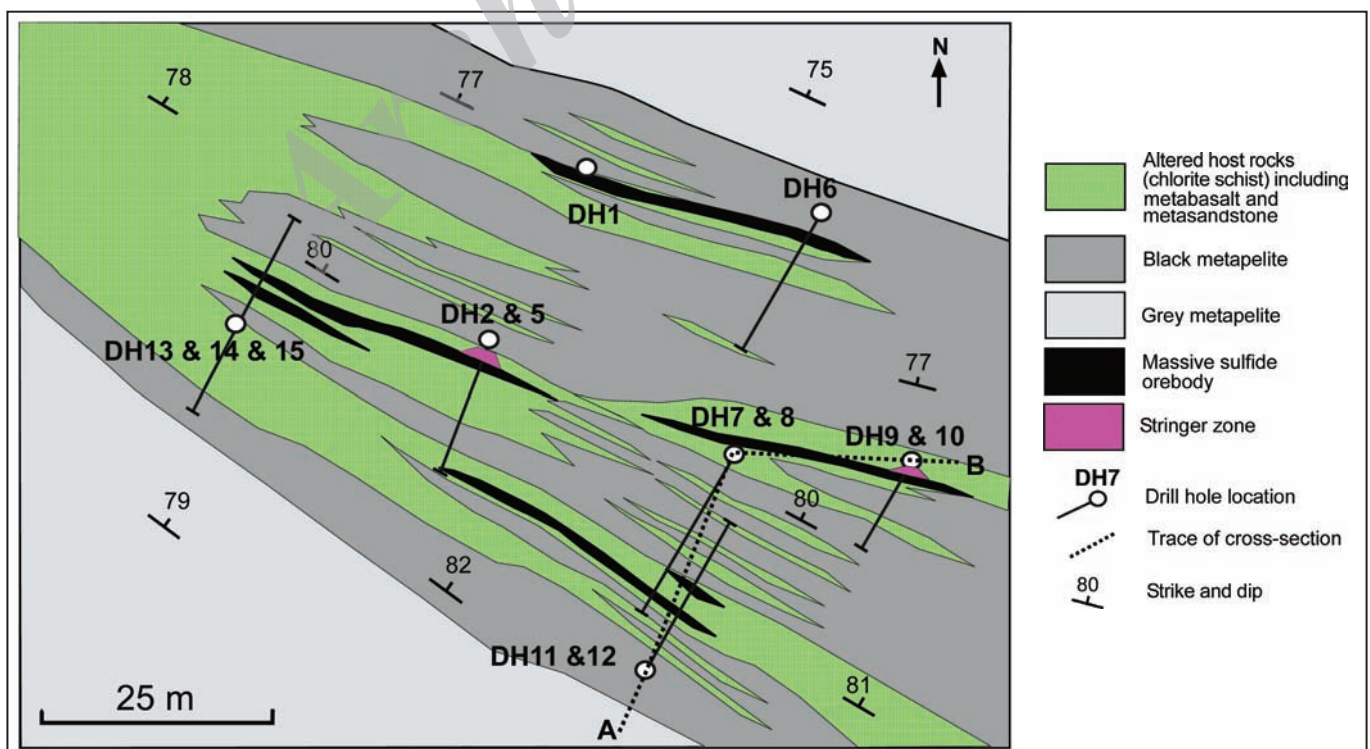 78
77
75
N
DH6
DH1
80
DH2 & 5
DH13 & 14 & 15
77
DH7 & 8
DH9 & 10
B
80
79
82
DH11 &12
81
25 m
A
Altered host rocks
(chlorite schist) including
metabasalt and
metasandstone
Black metapelite
Grey metapelite
Massive sulfide
orebody
Stringer zone
DH7
Drill hole location
Trace of cross-section
80
Strike and dip